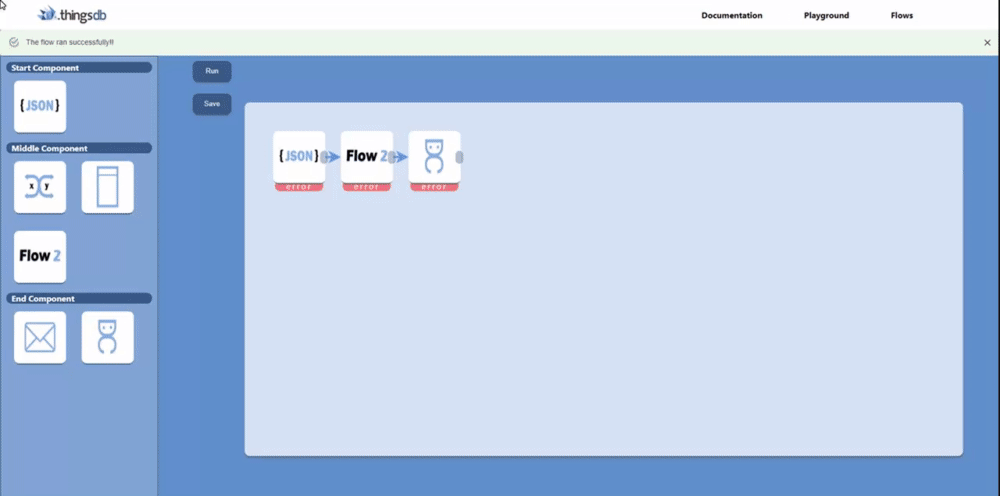 .thingsdb
Documentation
Playground
Flows
The flow ran successfully!!!
Start Component
{JSON}
Middle Component
x y
Flow 2
End Component
Run
Save
{JSON}
Flow 2
error
error
error